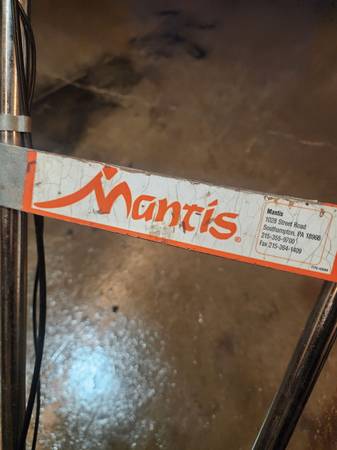 Mantis®
Mantis
1028 Street Road
Southampton, PA 18966
215-355-9700
Fax 215-364-1409